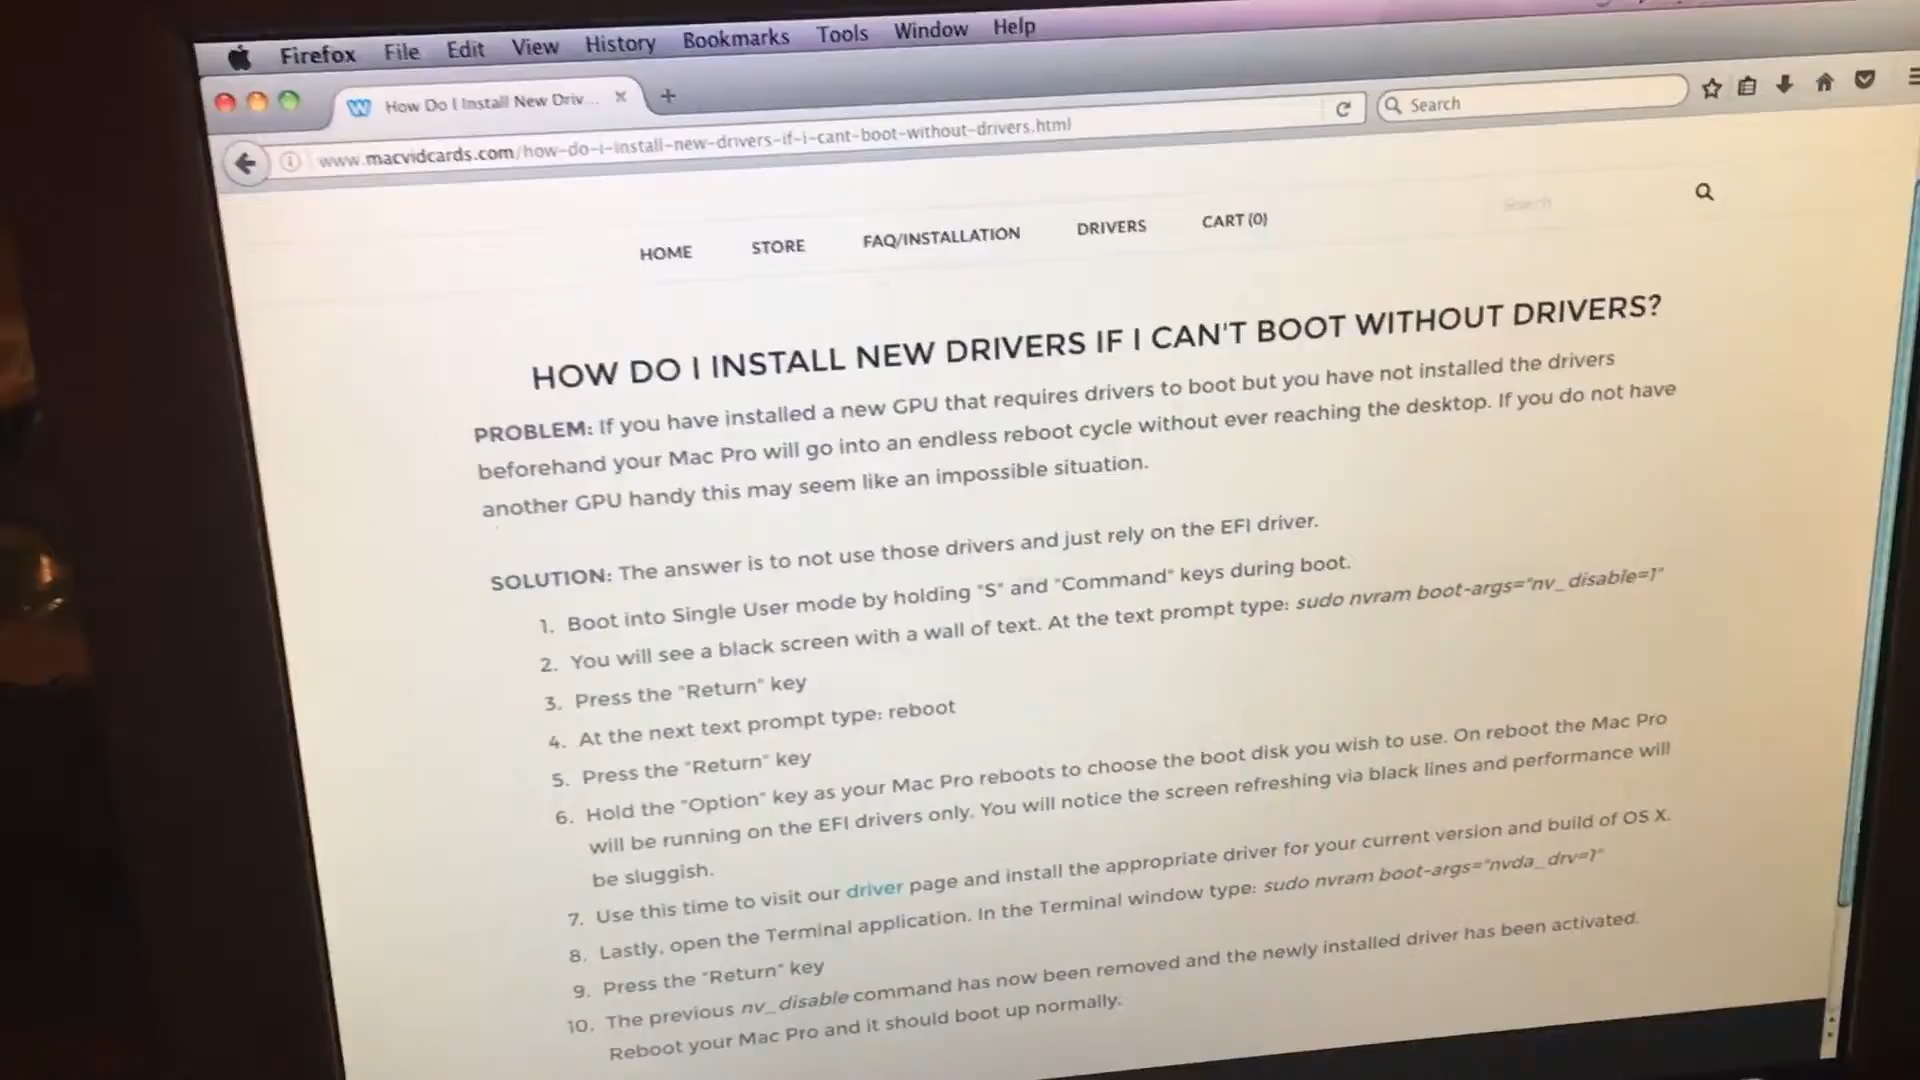 Firefox File Edit View History Bookmarks Tools Window Help
How Do I Install New Driv...
www.macvidcards.com/how-do-i-install-new-drivers-if-i-cant-boot-without-drivers.html
Search
HOME STORE FAQ/INSTALLATION DRIVERS CART (0) Search
HOW DO I INSTALL NEW DRIVERS IF I CAN'T BOOT WITHOUT DRIVERS?
PROBLEM: If you have installed a new GPU that requires drivers to boot but you have not installed the drivers
beforehand your Mac Pro will go into an endless reboot cycle without ever reaching the desktop. If you do not have
another GPU handy this may seem like an impossible situation.
SOLUTION: The answer is to not use those drivers and just rely on the EFI driver.
1. Boot into Single User mode by holding "S" and "Command" keys during boot.
2. You will see a black screen with a wall of text. At the text prompt type: sudo nvram boot-args="nv_disable=1"
3. Press the "Return" key
4. At the next text prompt type: reboot
5. Press the "Return" key
6. Hold the "Option" key as your Mac Pro reboots to choose the boot disk you wish to use. On reboot the Mac Pro
will be running on the EFI drivers only. You will notice the screen refreshing via black lines and performance will
be sluggish.
7. Use this time to visit our driver page and install the appropriate driver for your current version and build of OS X.
8. Lastly, open the Terminal application. In the Terminal window type: sudo nvram boot-args="nvda_drv=1"
9. Press the "Return" key
10. The previous nv_disable command has now been removed and the newly installed driver has been activated.
Reboot your Mac Pro and it should boot up normally.